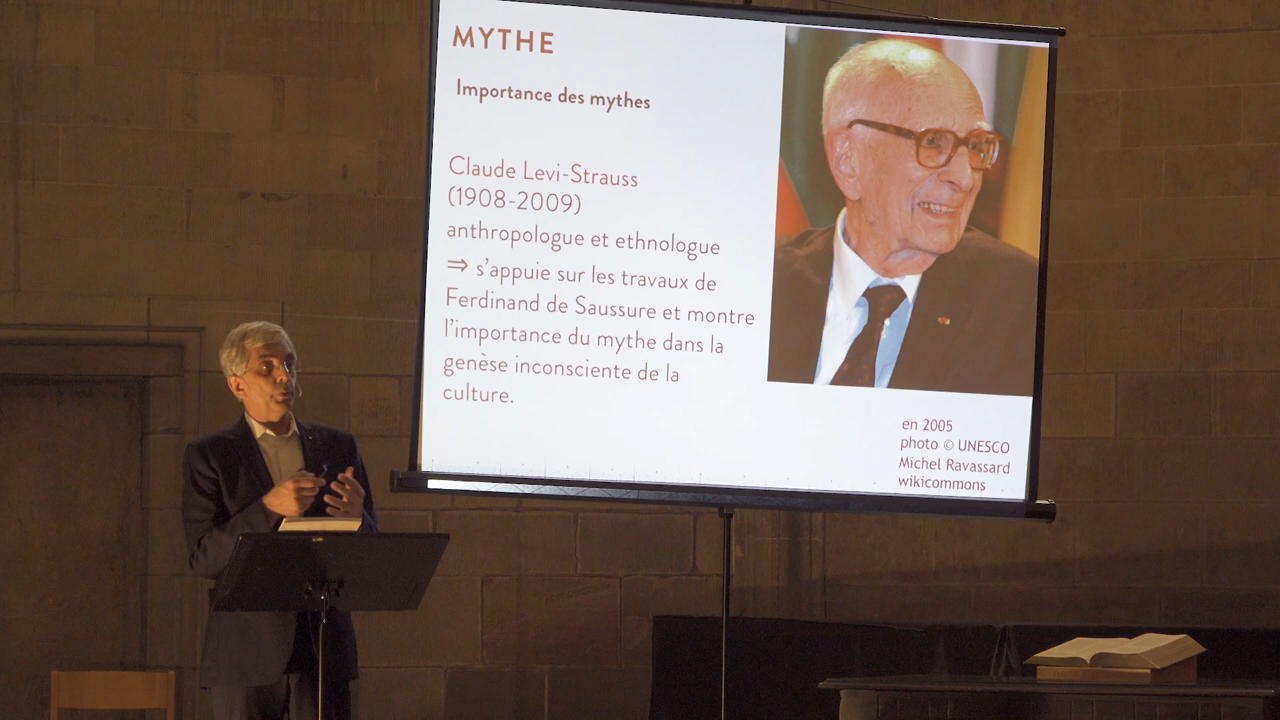 MYTHE
Importance des mythes
Claude Levi-Strauss
(1908-2009)
anthropologue et ethnologue
⇒ s'appuie sur les travaux de
Ferdinand de Saussure et montre
l'importance du mythe dans la
genèse inconsciente de la
culture.
en 2005
photo © UNESCO
Michel Ravassard
wikicommons